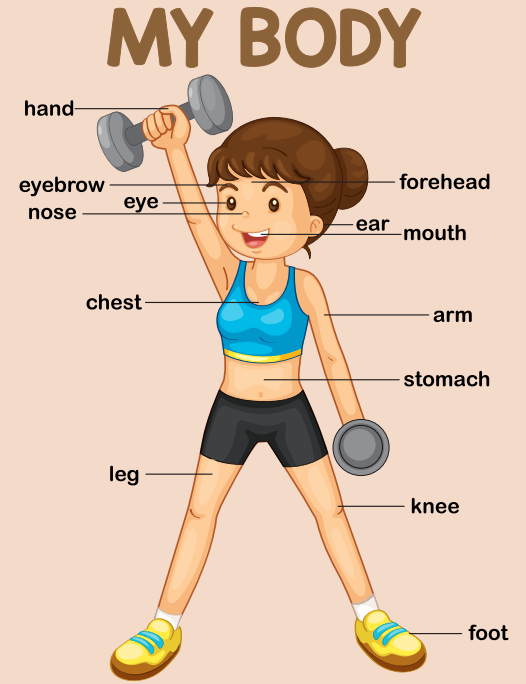 MY BODY
hand
eyebrow
forehead
eye
nose
ear
mouth
chest
arm
stomach
leg
knee
foot